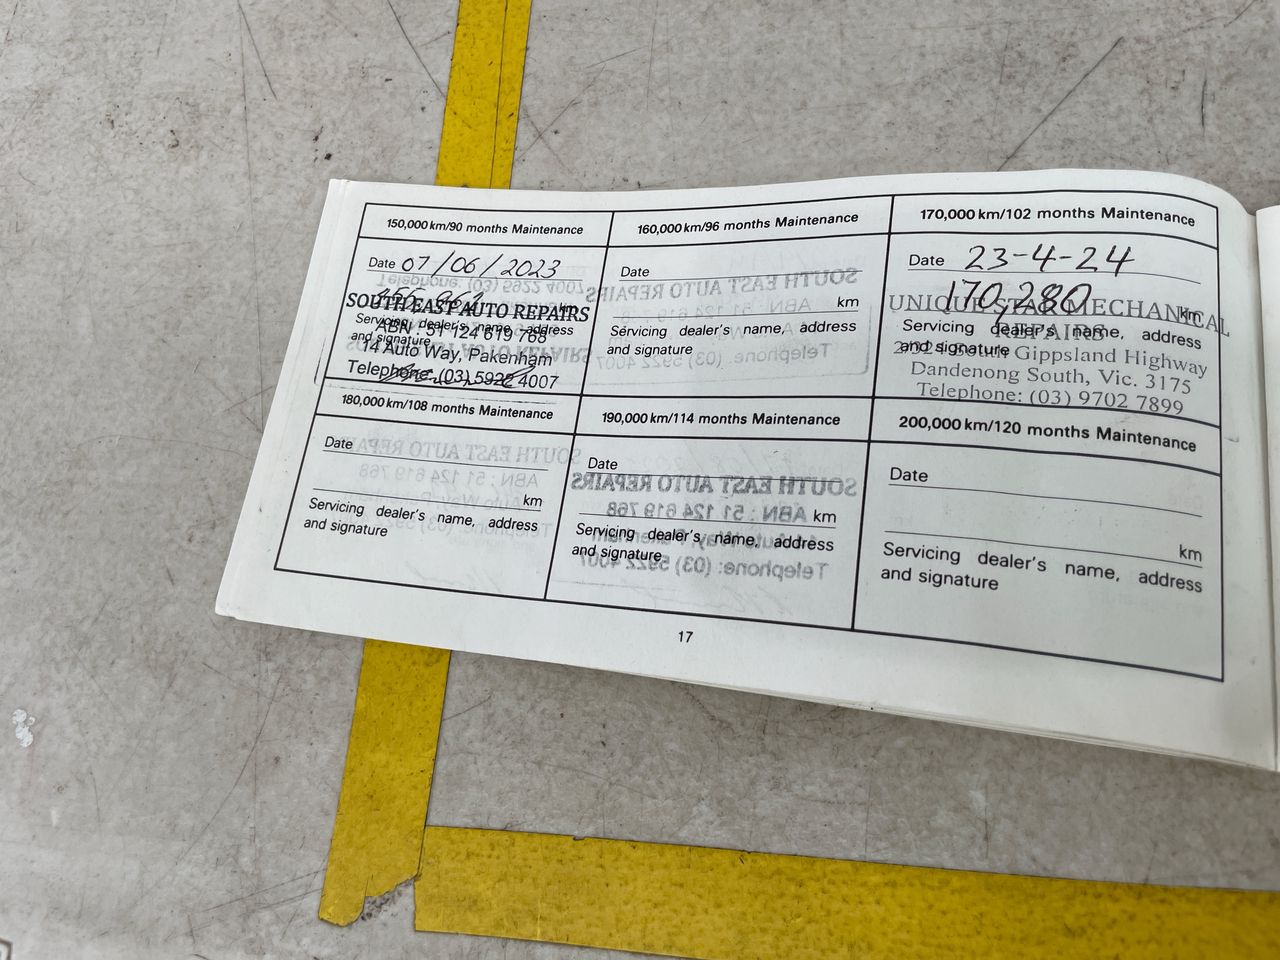 150,000 km/90 months Maintenance
Date 07/06/2023
km
SOUTH EAST AUTO REPAIRS
Servicing dealer's name, address
and signature
ABN : 51 124 619 768
14 Auto Way, Pakenham
Telephone: (03) 5922 4007
160,000 km/96 months Maintenance
Date
km
Servicing dealer's name, address
and signature
170,000 km/102 months Maintenance
Date 23-4-24
170,280 km
UNIQUE STAR MECHANICAL
REPAIRS
Servicing dealer's name, address
and signature
South Gippsland Highway
Dandenong South, Vic. 3175
Telephone: (03) 9702 7899
180,000 km/108 months Maintenance
Date
km
Servicing dealer's name, address
and signature
190,000 km/114 months Maintenance
Date
km
Servicing dealer's name, address
and signature
200,000 km/120 months Maintenance
Date
km
Servicing dealer's name, address
and signature
17